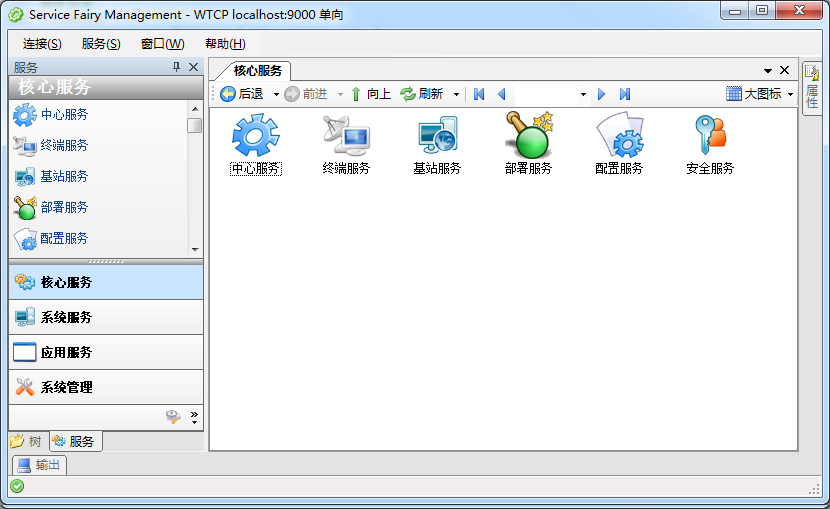 Service Fairy Management - WTCP localhost:9000 单向
连接(S) 服务(S) 窗口(W) 帮助(H)
服务
核心服务
中心服务
终端服务
基站服务
部署服务
配置服务
核心服务
系统服务
应用服务
系统管理
树 服务
核心服务
后退 前进 向上 刷新 大图标
中心服务 终端服务 基站服务 部署服务 配置服务 安全服务
属性
输出